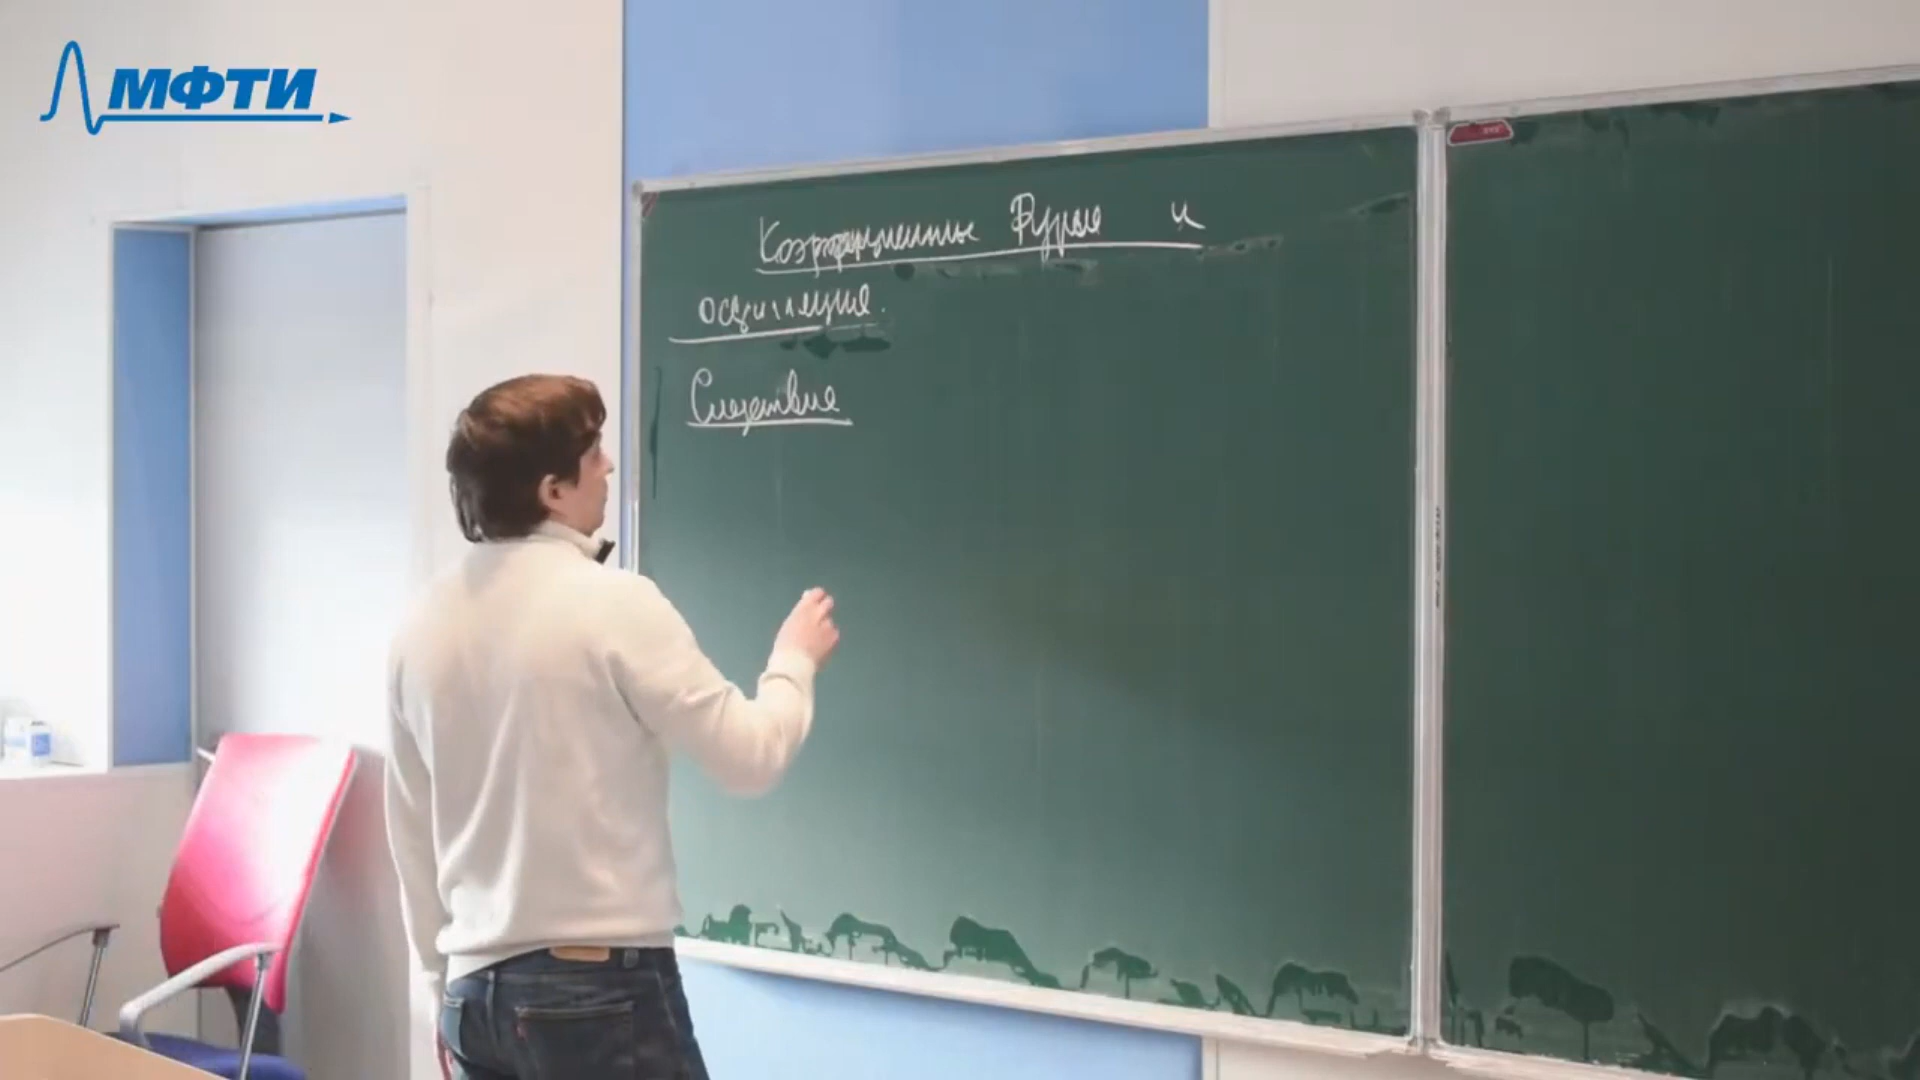 МФТИ
Коэффициенты Фурье и
осцилляция.
Следствие